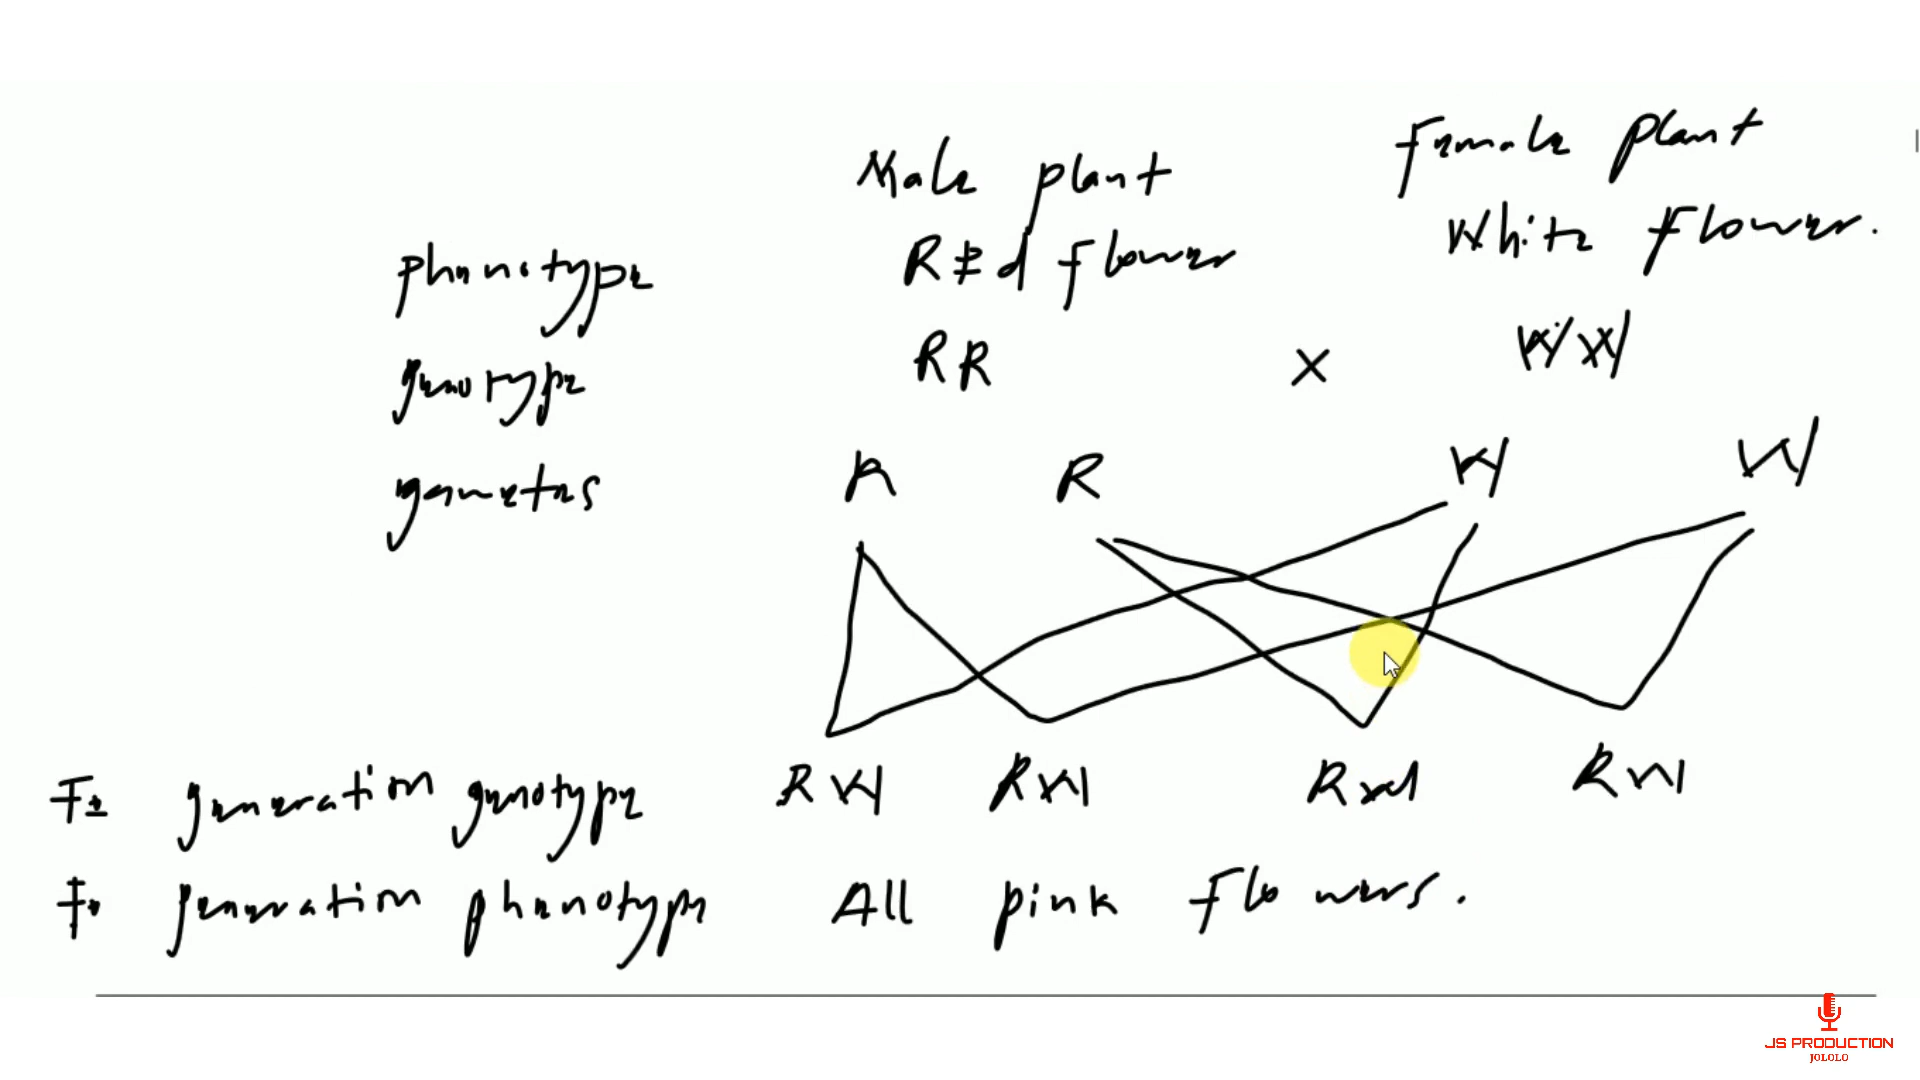 Male plant Female plant
phenotype Red flower White flower.
genotype RR X WW
gametes R R W W
F1 generation genotype RW RW RW RW
F1 generation phenotype All pink flowers.
JS PRODUCTION
JOLOLO